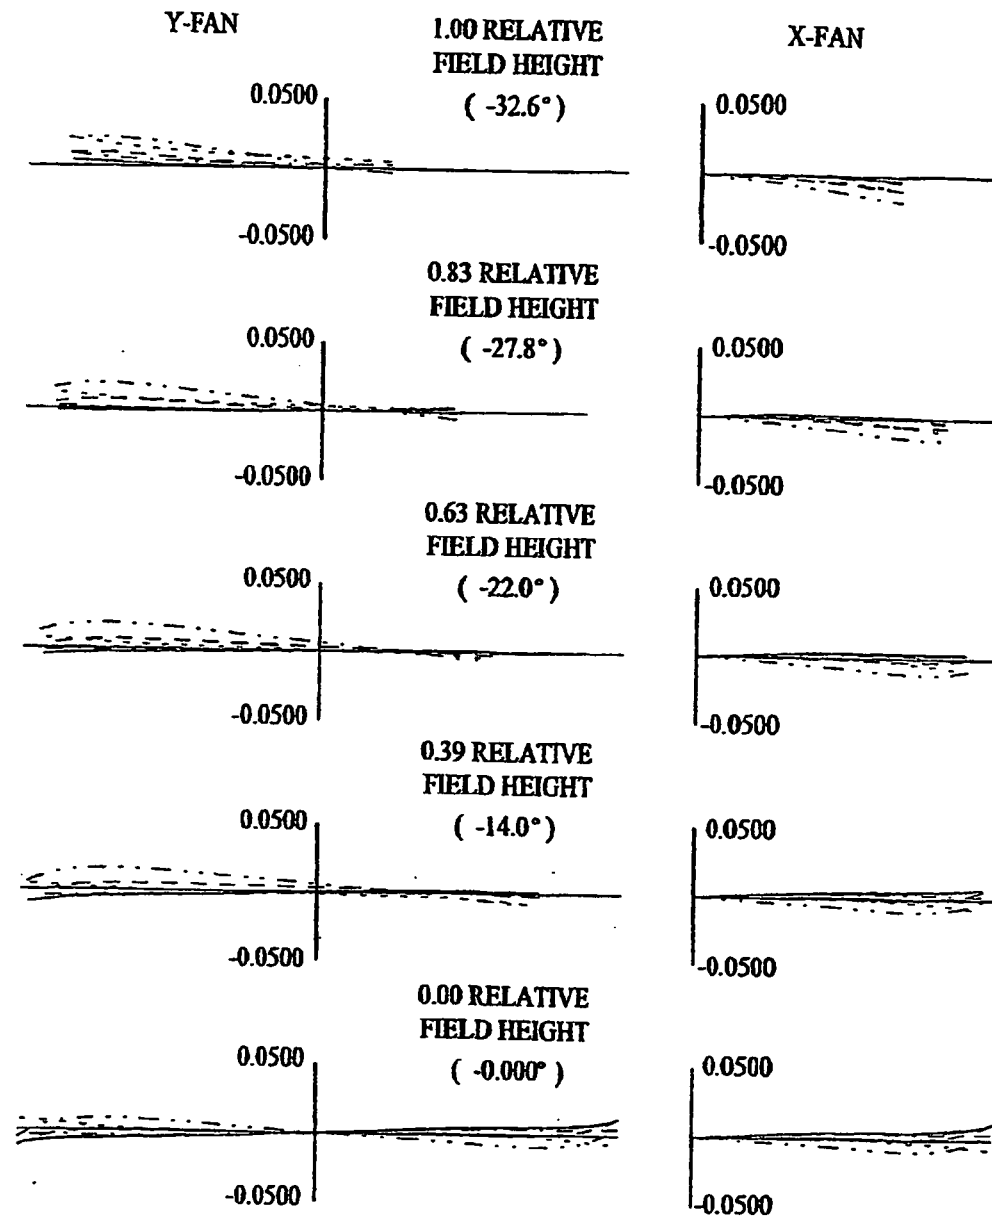 Y-FAN
1.00 RELATIVE
FIELD HEIGHT
( -32.6° )
X-FAN
0.0500
0.0500
-0.0500
-0.0500
0.83 RELATIVE
FIELD HEIGHT
( -27.8° )
0.0500
0.0500
-0.0500
-0.0500
0.63 RELATIVE
FIELD HEIGHT
( -22.0° )
0.0500
0.0500
-0.0500
-0.0500
0.39 RELATIVE
FIELD HEIGHT
( -14.0° )
0.0500
0.0500
-0.0500
-0.0500
0.00 RELATIVE
FIELD HEIGHT
( -0.000° )
0.0500
0.0500
-0.0500
-0.0500